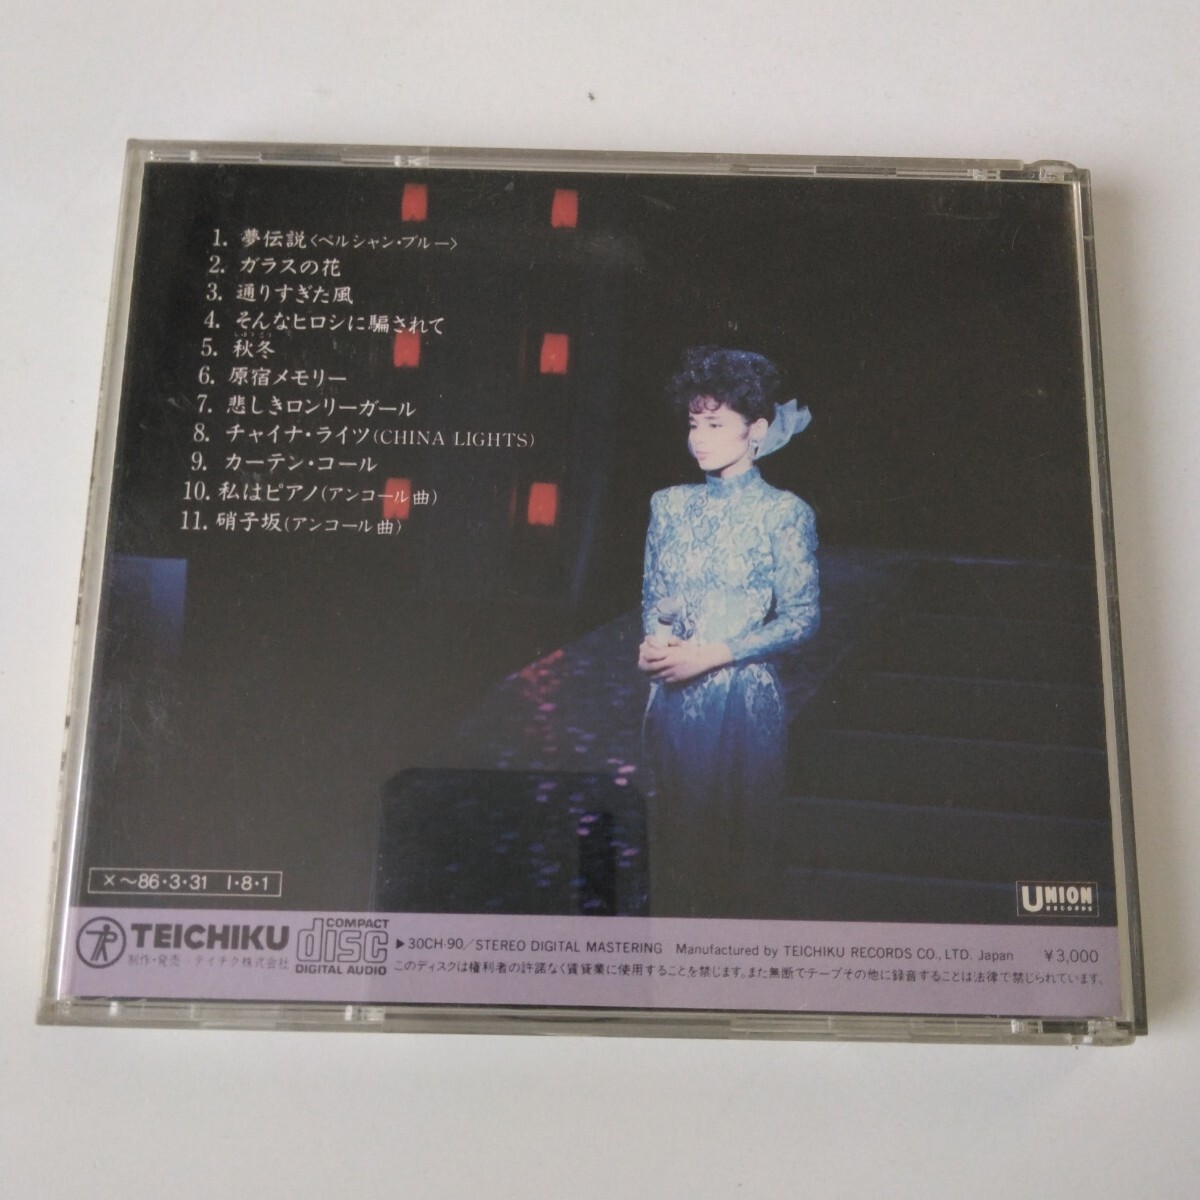 1. 夢伝説〈ペルシャン・ブルー〉
2. ガラスの花
3. 通りすぎた風
4. そんなヒロシに騙されて
しゅうとう
5. 秋冬
6. 原宿メモリー
7. 悲しきロンリーガール
8. チャイナ・ライツ(CHINA LIGHTS)
9. カーテン・コール
10. 私はピアノ(アンコール曲)
11. 硝子坂(アンコール曲)
×〜86・3・31 I・8・1
UNION
RECORDS
TEICHIKU
制作・発売・テイチク株式会社
COMPACT
disc
DIGITAL AUDIO
▶30CH-90/STEREO DIGITAL MASTERING Manufactured by TEICHIKU RECORDS CO., LTD. Japan ¥3,000
このディスクは権利者の許諾なく賃貸業に使用することを禁じます。また無断でテープその他に録音することは法律で禁じられています。